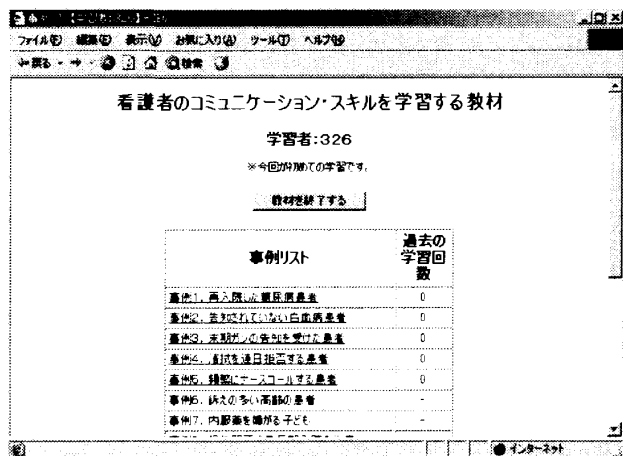 ファイル(F) 編集(E) 表示(V) お気に入り(A) ツール(T) ヘルプ(H)
戻る 検索
看護者のコミュニケーション・スキルを学習する教材
学習者:326
※今回が初めての学習です。
教材を終了する
事例リスト 過去の学習回数
事例1. 再入院した糖尿病患者 0
事例2. 告知されていない白血病患者 0
事例3. 末期ガンの告知を受けた患者 0
事例4. を連日拒否する患者 0
事例5. 頻繁にナースコールする患者 0
事例6. 訴えの多い高齢の患者 -
事例7. 内服薬を嫌がる子ども -
インターネット